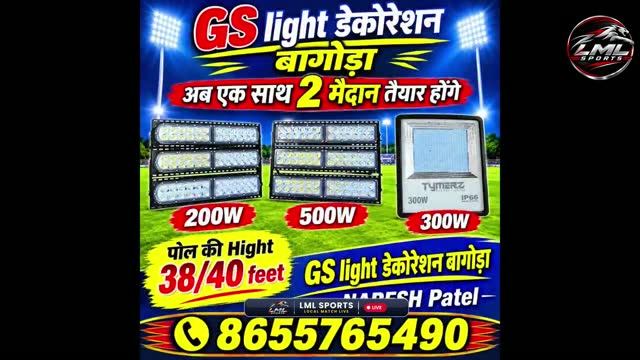 GS light डेकोरेशन
LML
SPORTS
बागोड़ा
अब एक साथ 2 मैदान तैयार होंगे
TYMERZ
300W IP66
200W
500W
300W
पोल की Hight
38/40 feet
GS light डेकोरेशन बागोड़ा
NARESH Patel
LML SPORTS
LOCAL MATCH LIVE
LIVE
8655765490